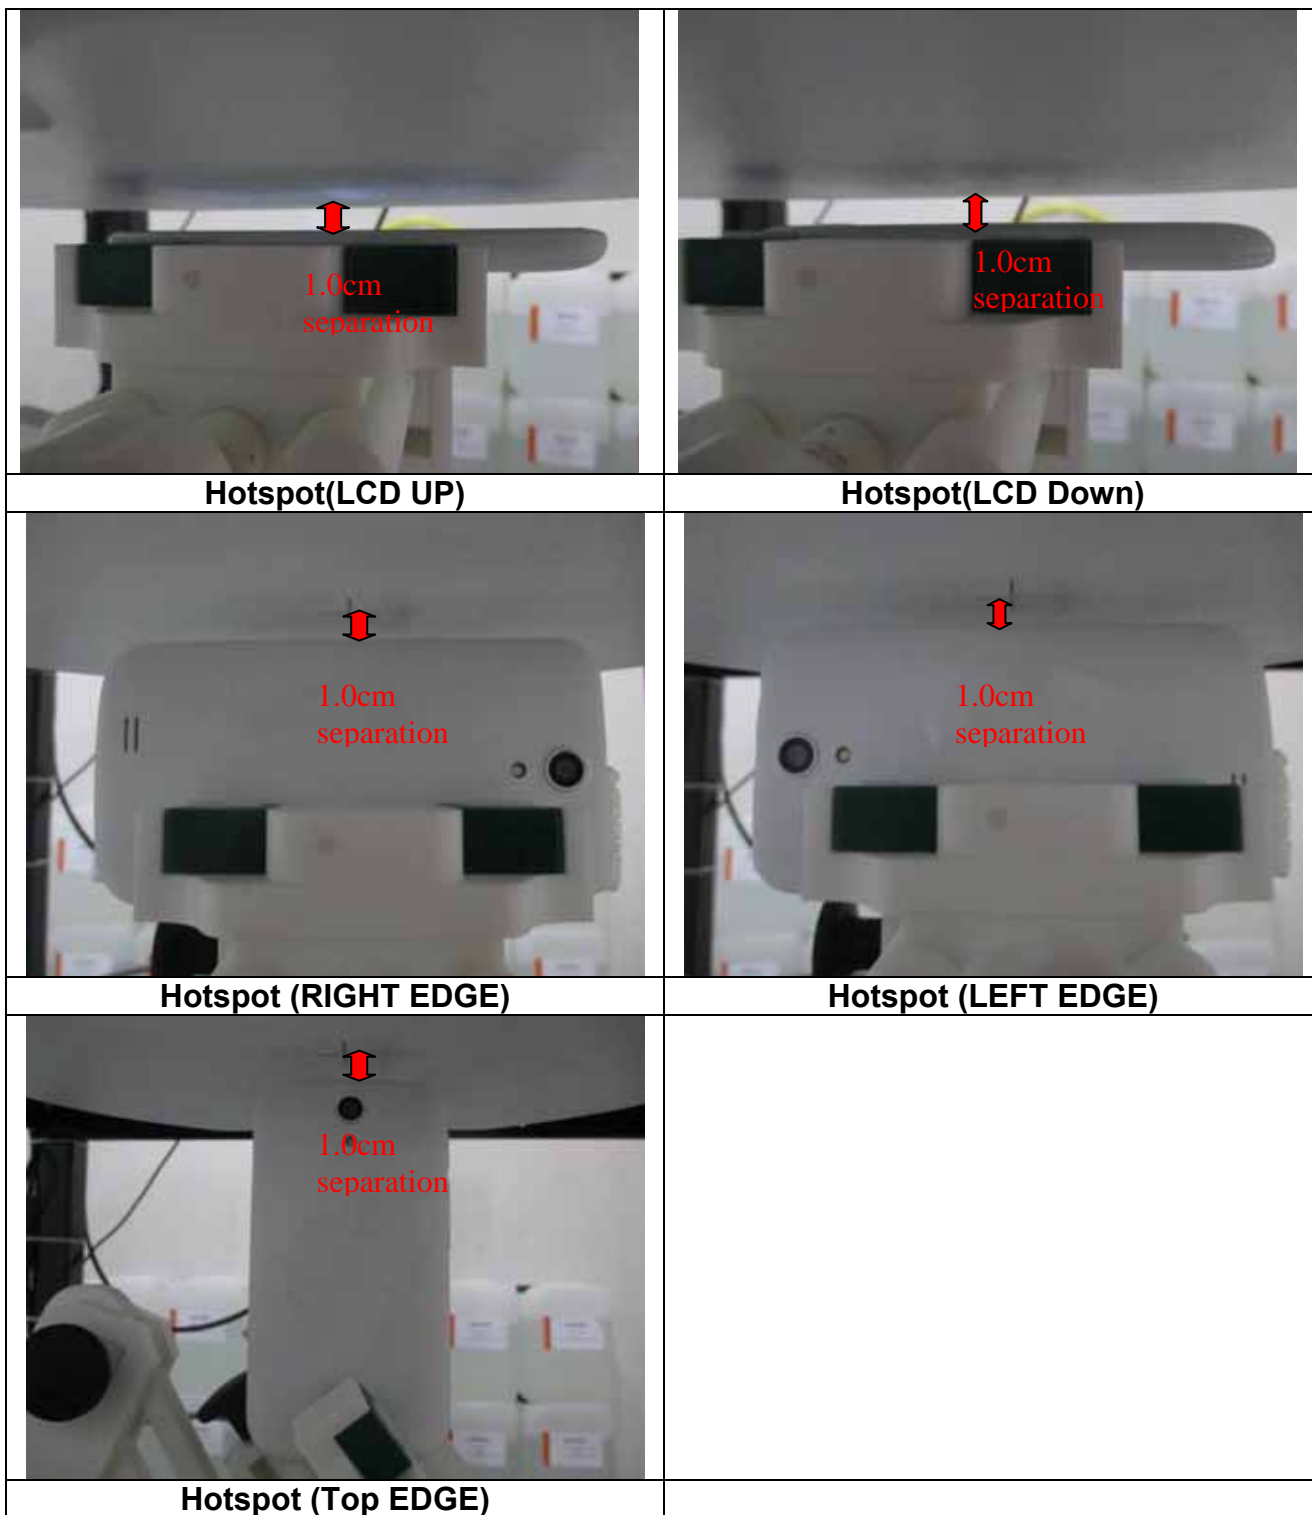 1.0cm
separation
1.0cm
separation
Hotspot(LCD UP)
Hotspot(LCD Down)
1.0cm
separation
1.0cm
separation
Hotspot (RIGHT EDGE)
Hotspot (LEFT EDGE)
1.0cm
separation
Hotspot (Top EDGE)